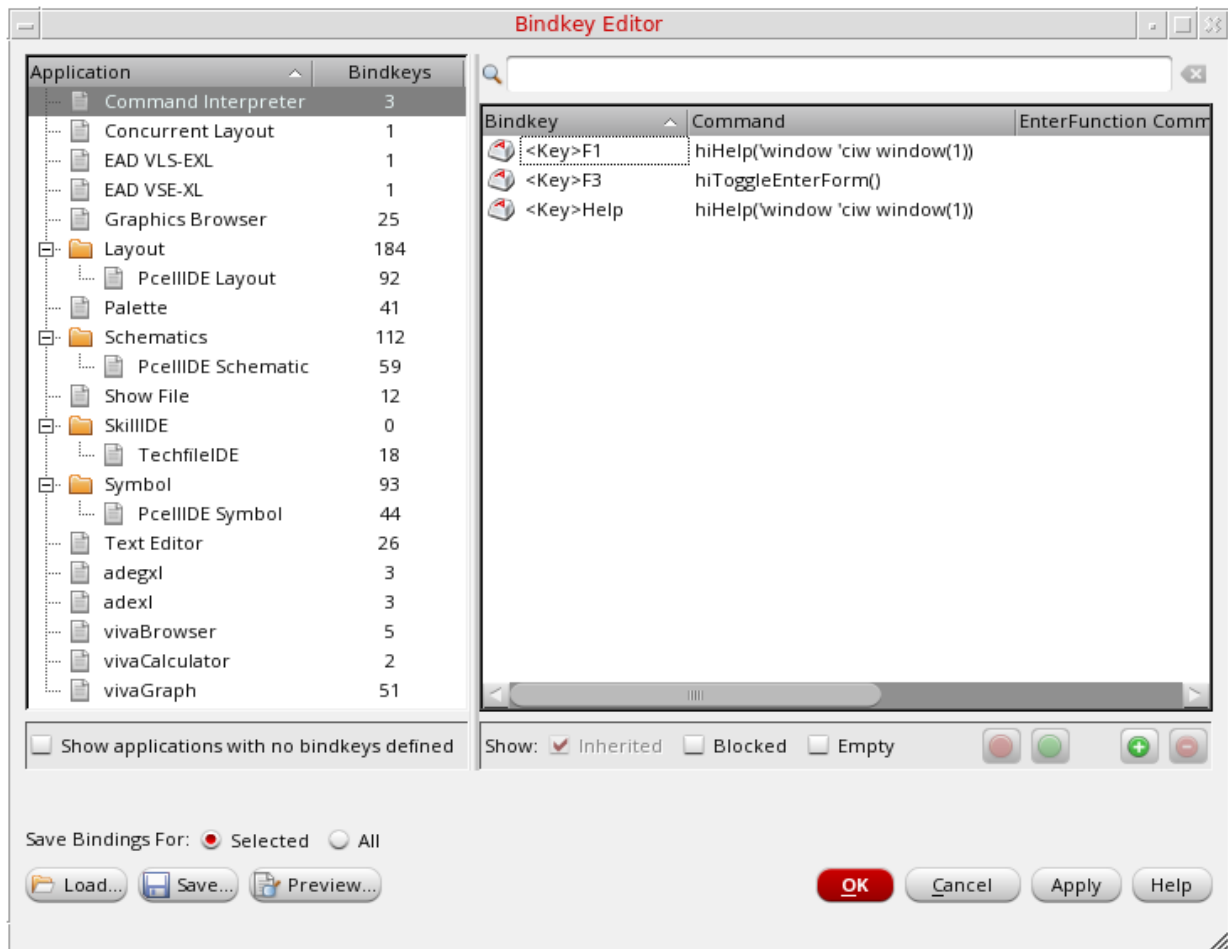 Bindkey Editor
Application Bindkeys
Command Interpreter 3
Concurrent Layout 1
EAD VLS-EXL 1
EAD VSE-XL 1
Graphics Browser 25
Layout 184
PcellIDE Layout 92
Palette 41
Schematics 112
PcellIDE Schematic 59
Show File 12
SkillIDE 0
TechfileIDE 18
Symbol 93
PcellIDE Symbol 44
Text Editor 26
adegxl 3
adexl 3
vivaBrowser 5
vivaCalculator 2
vivaGraph 51
Show applications with no bindkeys defined
Bindkey Command EnterFunction Comm
<Key>F1 hiHelp('window 'ciw window(1))
<Key>F3 hiToggleEnterForm()
<Key>Help hiHelp('window 'ciw window(1))
Show: Inherited Blocked Empty
Save Bindings For: Selected All
Load... Save... Preview...
OK Cancel Apply Help